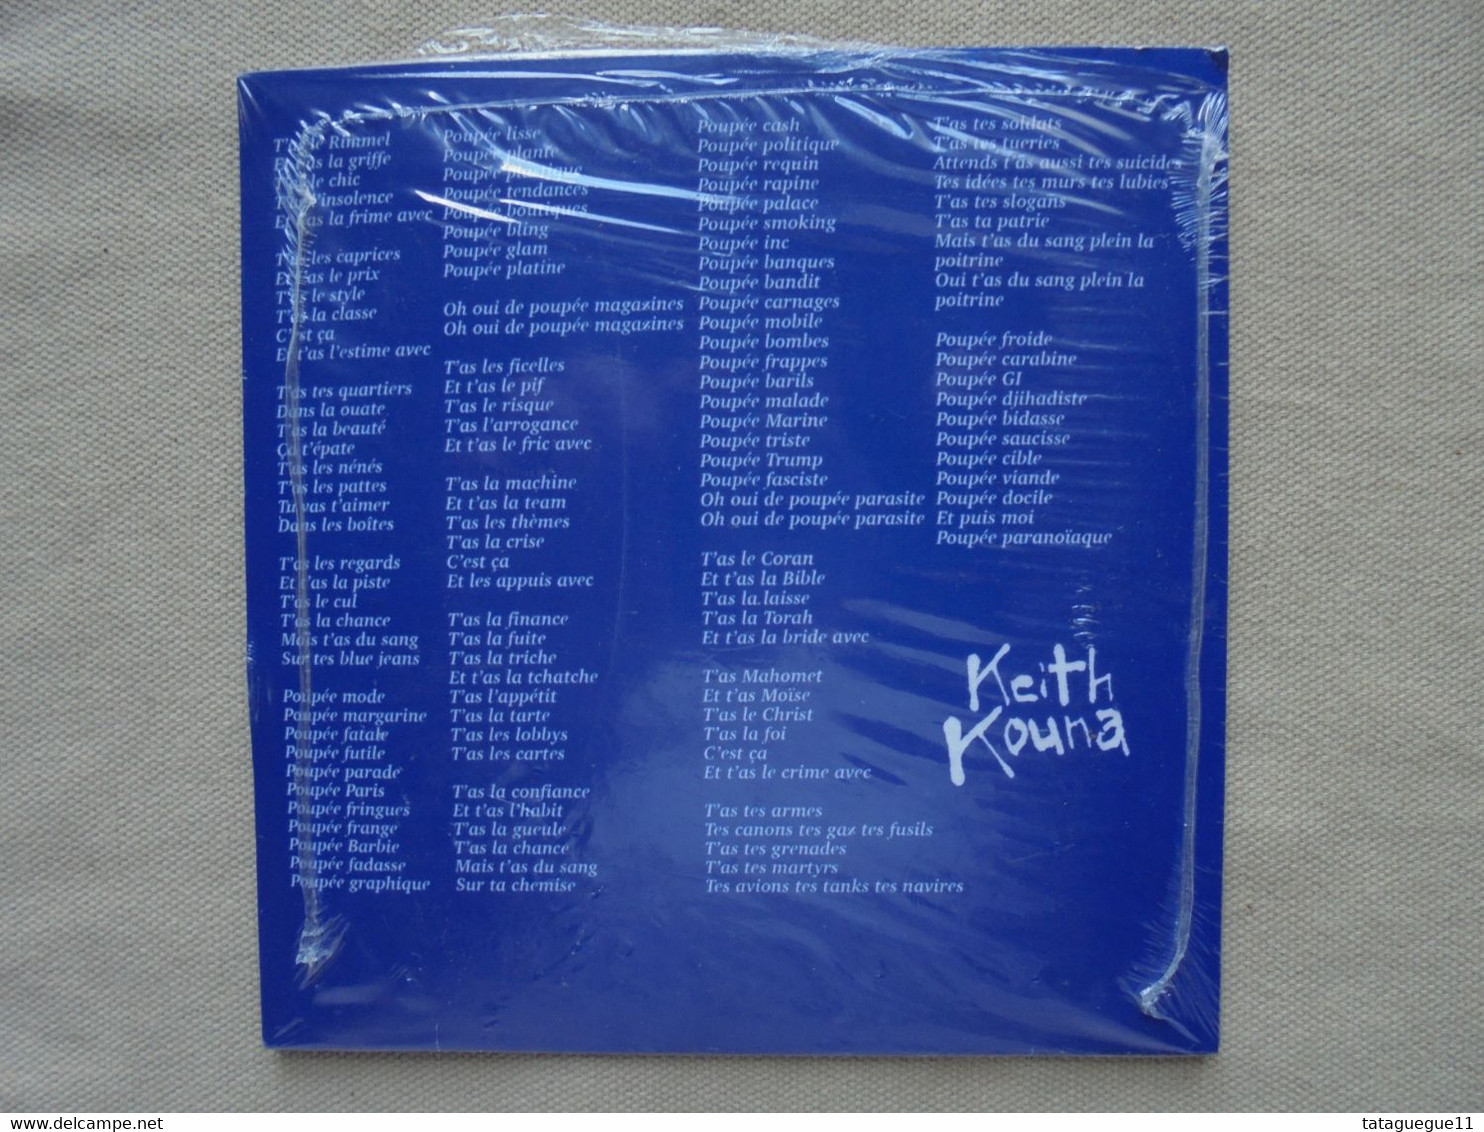 T'as le Rimmel
Et t'as la griffe
T'as le chic
T'as l'insolence
Et t'as la frime avec
T'as les caprices
Et t'as le prix
T'as le style
T'as la classe
C'est ça
Et t'as l'estime avec
T'as tes quartiers
Dans la ouate
T'as la beauté
Ça t'épate
T'as les nénés
T'as les pattes
Tu vas t'aimer
Dans les boîtes
T'as les regards
Et t'as la piste
T'as le cul
T'as la chance
Mais t'as du sang
Sur tes blue jeans
Poupée mode
Poupée margarine
Poupée fatale
Poupée futile
Poupée parade
Poupée Paris
Poupée fringues
Poupée frange
Poupée Barbie
Poupée fadasse
Poupée graphique
Poupée lisse
Poupée plante
Poupée plastique
Poupée tendances
Poupée boutiques
Poupée bling
Poupée glam
Poupée platine
Oh oui de poupée magazines
Oh oui de poupée magazines
T'as les ficelles
Et t'as le pif
T'as le risque
T'as l'arrogance
Et t'as le fric avec
T'as la machine
Et t'as la team
T'as les thèmes
T'as la crise
C'est ça
Et les appuis avec
T'as la finance
T'as la fuite
T'as la triche
Et t'as la tchatche
T'as l'appétit
T'as la tarte
T'as les lobbys
T'as les cartes
T'as la confiance
Et t'as l'habit
T'as la gueule
T'as la chance
Mais t'as du sang
Sur ta chemise
Poupée cash
Poupée politique
Poupée requin
Poupée rapine
Poupée palace
Poupée smoking
Poupée inc
Poupée banques
Poupée bandit
Poupée carnages
Poupée mobile
Poupée bombes
Poupée frappes
Poupée barils
Poupée malade
Poupée Marine
Poupée triste
Poupée Trump
Poupée fasciste
Oh oui de poupée parasite
Oh oui de poupée parasite
T'as le Coran
Et t'as la Bible
T'as la laisse
T'as la Torah
Et t'as la bride avec
T'as Mahomet
Et t'as Moïse
T'as le Christ
T'as la foi
C'est ça
Et t'as le crime avec
T'as tes armes
Tes canons tes gaz tes fusils
T'as tes grenades
T'as tes martyrs
Tes avions tes tanks tes navires
T'as tes soldats
T'as tes tueries
Attends t'as aussi tes suicides
Tes idées tes murs tes lubies
T'as tes slogans
T'as ta patrie
Mais t'as du sang plein la
poitrine
Oui t'as du sang plein la
poitrine
Poupée froide
Poupée carabine
Poupée GI
Poupée djihadiste
Poupée bidasse
Poupée saucisse
Poupée cible
Poupée viande
Poupée docile
Et puis moi
Poupée paranoïaque
Keith
Kouna
www.delcampe.net
tatague​gue11